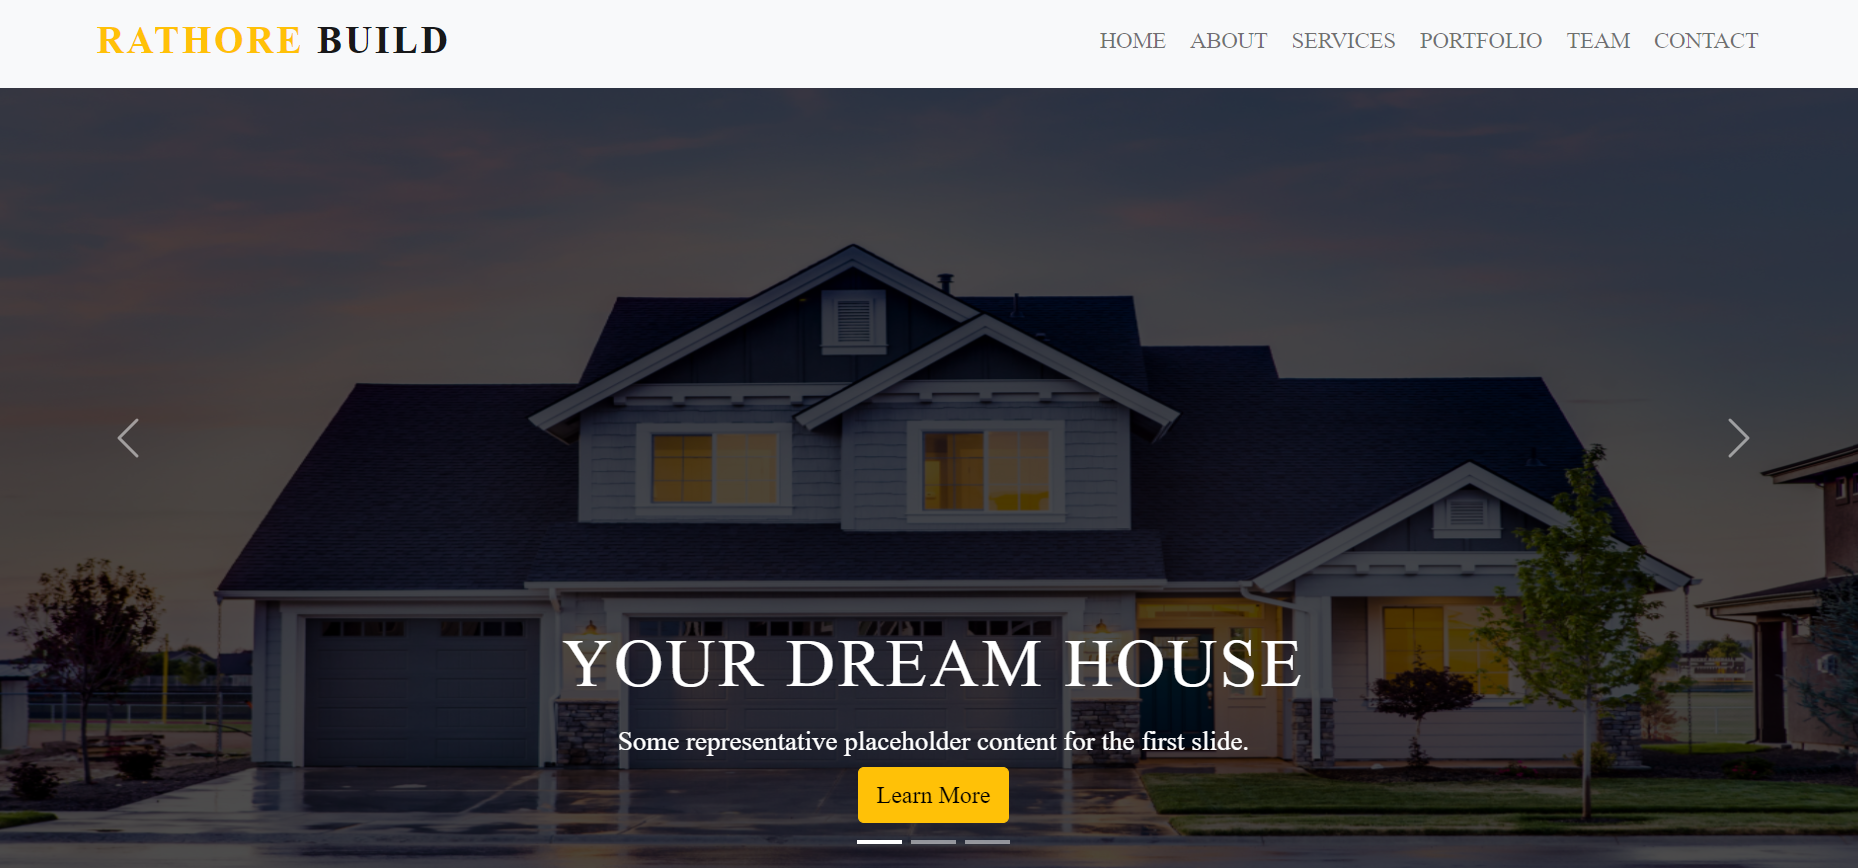 RATHORE BUILD
HOME ABOUT SERVICES PORTFOLIO TEAM CONTACT
YOUR DREAM HOUSE
Some representative placeholder content for the first slide.
Learn More